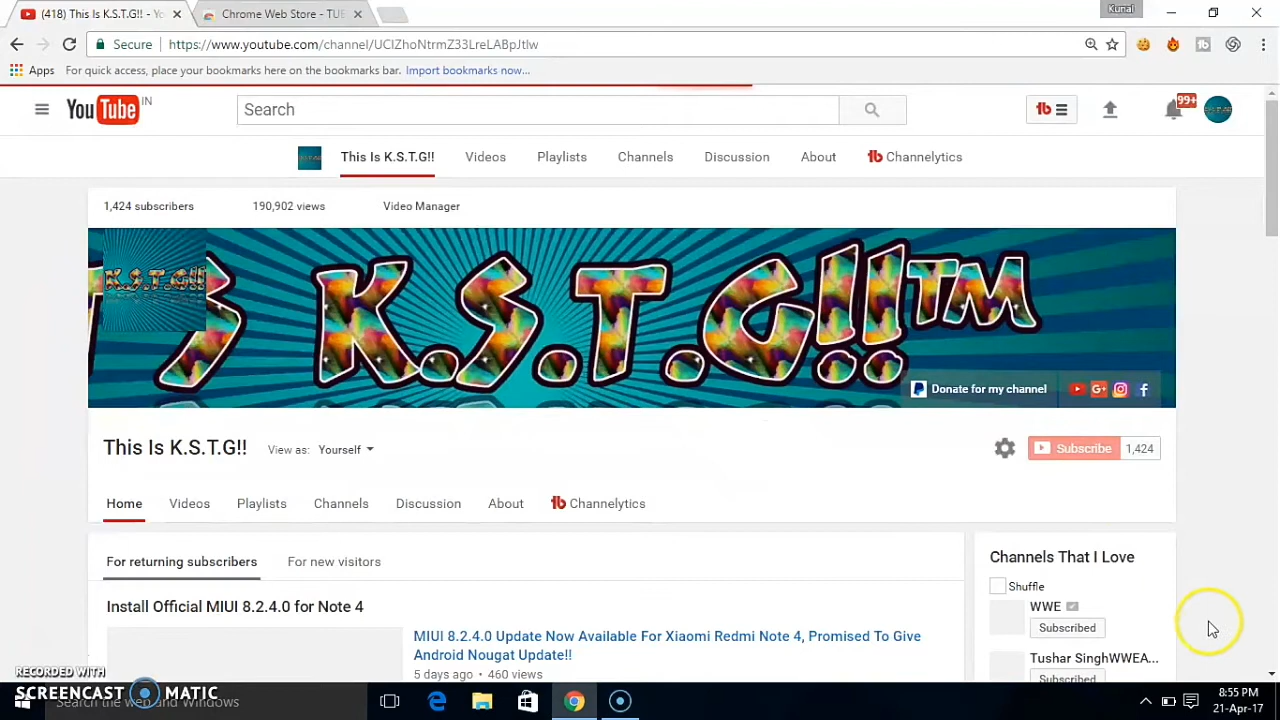 (418) This Is K.S.T.G!! - Yo
Chrome Web Store - TUB
Kunal
Secure
https://www.youtube.com/channel/UCIZhoNtrmZ33LreLABpJtIw
Apps
For quick access, place your bookmarks here on the bookmarks bar. Import bookmarks now...
YouTube IN
Search
tb
99+
This Is K.S.T.G!!
Videos
Playlists
Channels
Discussion
About
tb Channelytics
1,424 subscribers
190,902 views
Video Manager
K.S.T.G!!
S K.S.T.G!!TM
Donate for my channel
This Is K.S.T.G!!
View as: Yourself
Subscribe 1,424
Home
Videos
Playlists
Channels
Discussion
About
tb Channelytics
For returning subscribers
For new visitors
Channels That I Love
Shuffle
Install Official MIUI 8.2.4.0 for Note 4
WWE
Subscribed
MIUI 8.2.4.0 Update Now Available For Xiaomi Redmi Note 4, Promised To Give
Android Nougat Update!!
5 days ago • 460 views
Tushar SinghWWEA...
Subscribed
RECORDED WITH
SCREENCAST MATIC
Search the web and Windows
8:55 PM
21-Apr-17